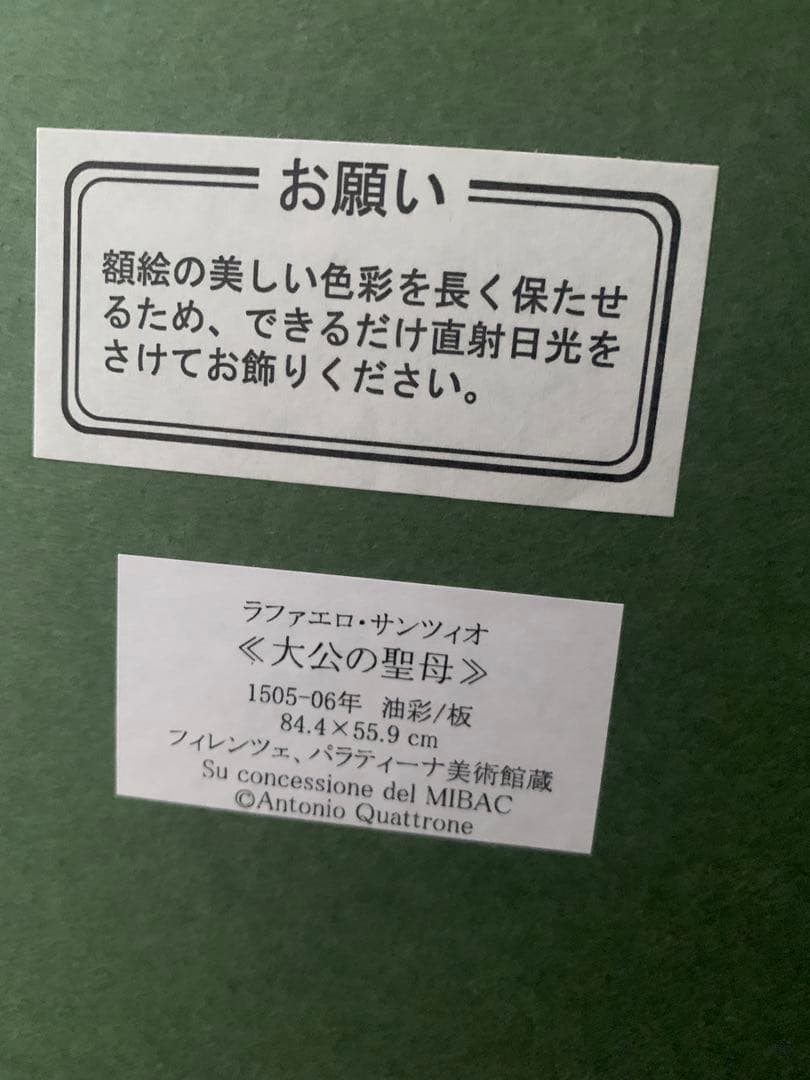 お願い
額絵の美しい色彩を長く保たせ
るため、できるだけ直射日光を
さけてお飾りください。
ラファエロ・サンツィオ
≪大公の聖母≫
1505-06年 油彩/板
84.4×55.9 cm
フィレンツェ、パラティーナ美術館蔵
Su concessione del MIBAC
©Antonio Quattrone